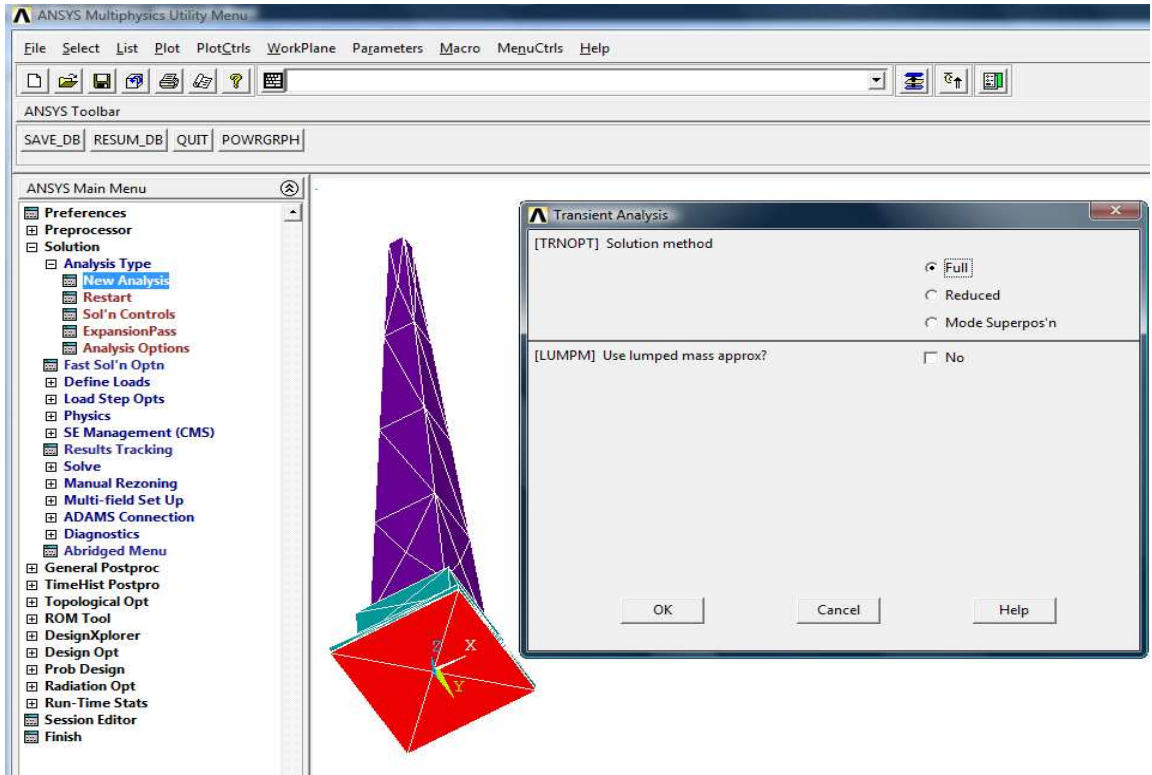 ANSYS Multiphysics Utility Menu
File Select List Plot PlotCtrls WorkPlane Parameters Macro MenuCtrls Help
ANSYS Toolbar
SAVE_DB RESUM_DB QUIT POWRGRPH
ANSYS Main Menu
Preferences
Preprocessor
Solution
Analysis Type
New Analysis
Restart
Sol'n Controls
ExpansionPass
Analysis Options
Fast Sol'n Optn
Define Loads
Load Step Opts
Physics
SE Management (CMS)
Results Tracking
Solve
Manual Rezoning
Multi-field Set Up
ADAMS Connection
Diagnostics
Abridged Menu
General Postproc
TimeHist Postpro
Topological Opt
ROM Tool
DesignXplorer
Design Opt
Prob Design
Radiation Opt
Run-Time Stats
Session Editor
Finish
Z X
Y
Transient Analysis
[TRNOPT] Solution method
Full
Reduced
Mode Superpos'n
[LUMPM] Use lumped mass approx? No
OK Cancel Help